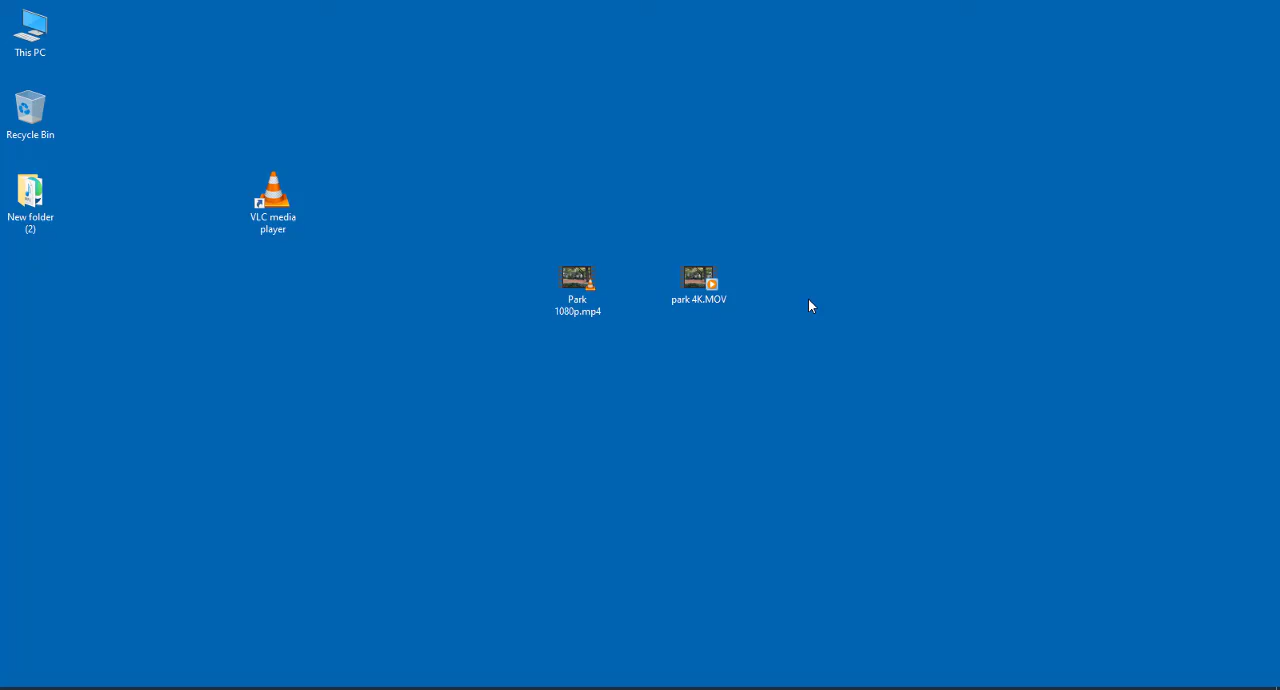 This PC
Recycle Bin
New folder
(2)
VLC media
player
Park
1080p.mp4
park 4K.MOV